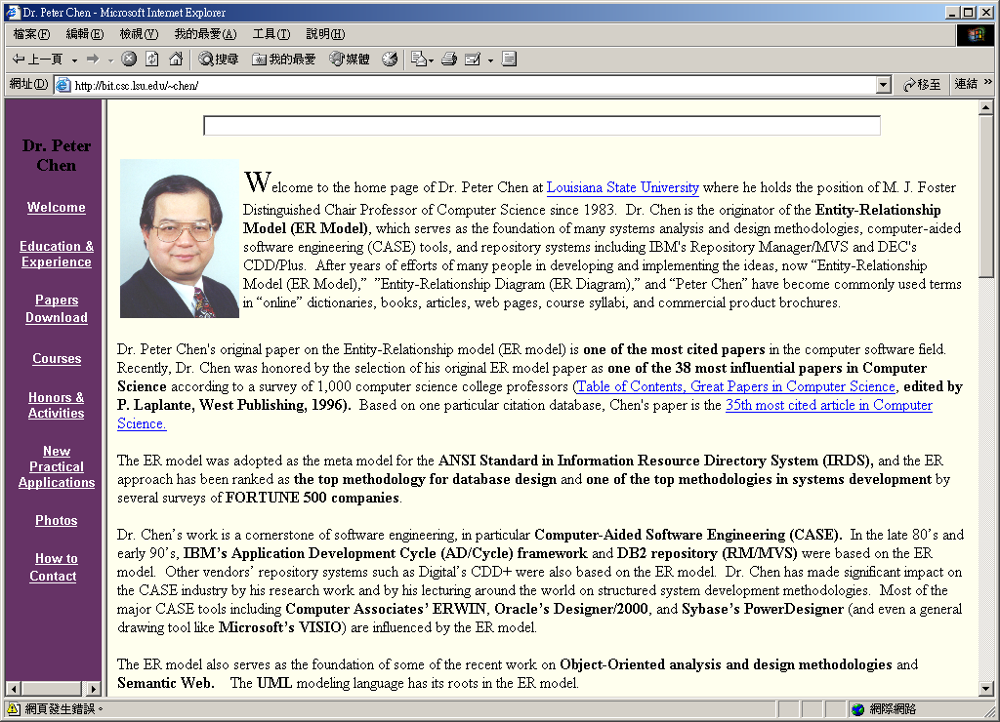 Dr. Peter Chen - Microsoft Internet Explorer
檔案(F) 編輯(E) 檢視(V) 我的最愛(A) 工具(T) 說明(H)
上一頁 搜尋 我的最愛 媒體
網址(D) http://bit.csc.lsu.edu/~chen/ 移至 連結 »
Dr. Peter
Chen
Welcome
Education &
Experience
Papers
Download
Courses
Honors &
Activities
New
Practical
Applications
Photos
How to
Contact
Welcome to the home page of Dr. Peter Chen at Louisiana State University where he holds the position of M. J. Foster
Distinguished Chair Professor of Computer Science since 1983. Dr. Chen is the originator of the Entity-Relationship
Model (ER Model), which serves as the foundation of many systems analysis and design methodologies, computer-aided
software engineering (CASE) tools, and repository systems including IBM's Repository Manager/MVS and DEC's
CDD/Plus. After years of efforts of many people in developing and implementing the ideas, now “Entity-Relationship
Model (ER Model),” ”Entity-Relationship Diagram (ER Diagram),” and “Peter Chen” have become commonly used terms
in “online” dictionaries, books, articles, web pages, course syllabi, and commercial product brochures.
Dr. Peter Chen's original paper on the Entity-Relationship model (ER model) is one of the most cited papers in the computer software field.
Recently, Dr. Chen was honored by the selection of his original ER model paper as one of the 38 most influential papers in Computer
Science according to a survey of 1,000 computer science college professors (Table of Contents, Great Papers in Computer Science, edited by
P. Laplante, West Publishing, 1996). Based on one particular citation database, Chen's paper is the 35th most cited article in Computer
Science.
The ER model was adopted as the meta model for the ANSI Standard in Information Resource Directory System (IRDS), and the ER
approach has been ranked as the top methodology for database design and one of the top methodologies in systems development by
several surveys of FORTUNE 500 companies.
Dr. Chen’s work is a cornerstone of software engineering, in particular Computer-Aided Software Engineering (CASE). In the late 80’s and
early 90’s, IBM’s Application Development Cycle (AD/Cycle) framework and DB2 repository (RM/MVS) were based on the ER
model. Other vendors’ repository systems such as Digital’s CDD+ were also based on the ER model. Dr. Chen has made significant impact on
the CASE industry by his research work and by his lecturing around the world on structured system development methodologies. Most of the
major CASE tools including Computer Associates’ ERWIN, Oracle’s Designer/2000, and Sybase’s PowerDesigner (and even a general
drawing tool like Microsoft’s VISIO) are influenced by the ER model.
The ER model also serves as the foundation of some of the recent work on Object-Oriented analysis and design methodologies and
Semantic Web. The UML modeling language has its roots in the ER model.
網頁發生錯誤。 網際網路